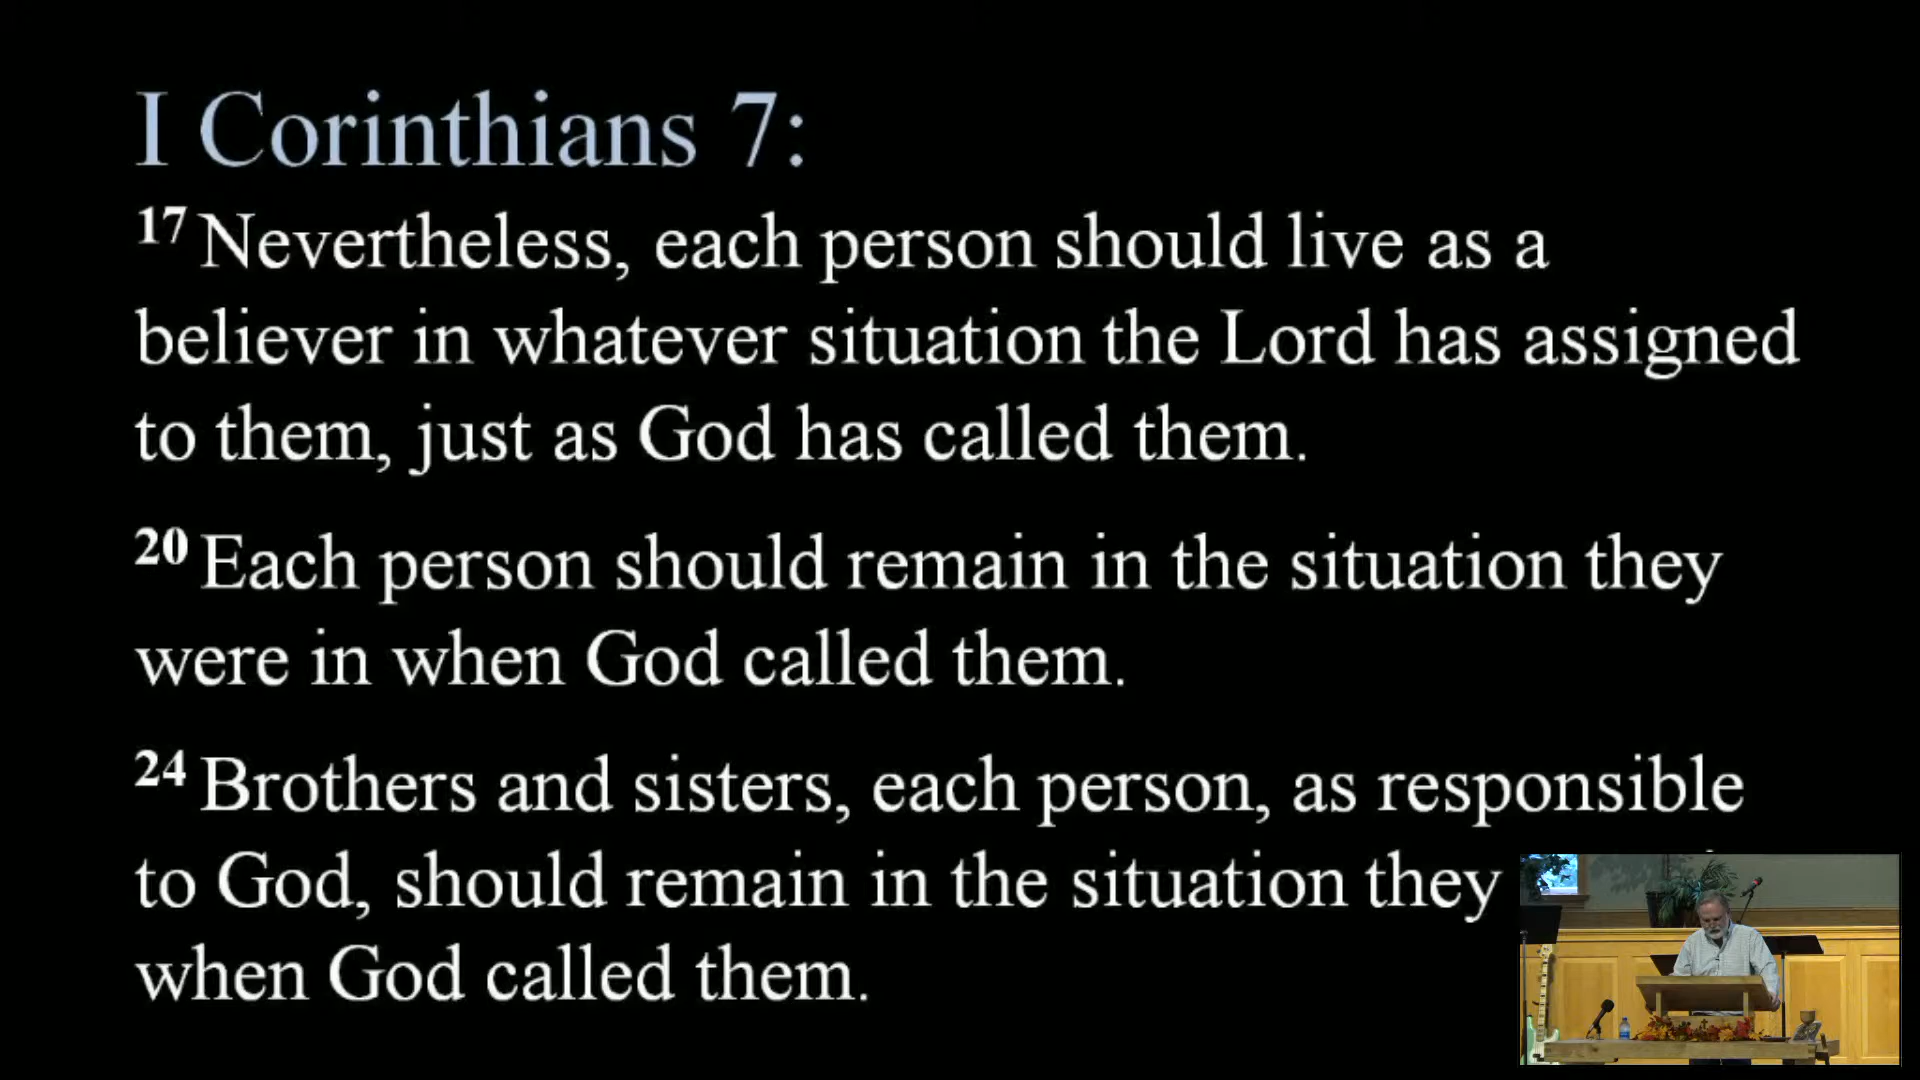 I Corinthians 7:
17 Nevertheless, each person should live as a
believer in whatever situation the Lord has assigned
to them, just as God has called them.
20 Each person should remain in the situation they
were in when God called them.
24 Brothers and sisters, each person, as responsible
to God, should remain in the situation they
when God called them.